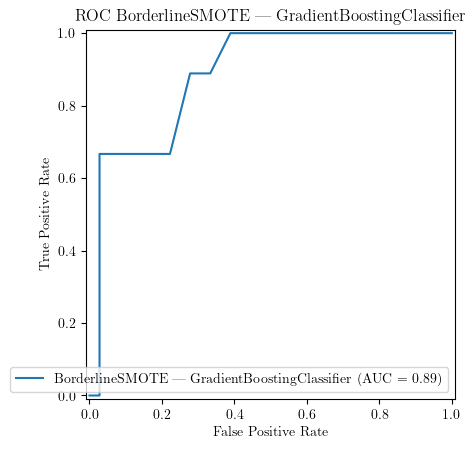 ROC BorderlineSMOTE — GradientBoostingClassifier
1.0
0.8
0.6
0.4
0.2
0.0
True Positive Rate
BorderlineSMOTE — GradientBoostingClassifier (AUC = 0.89)
0.0 0.2 0.4 0.6 0.8 1.0
False Positive Rate